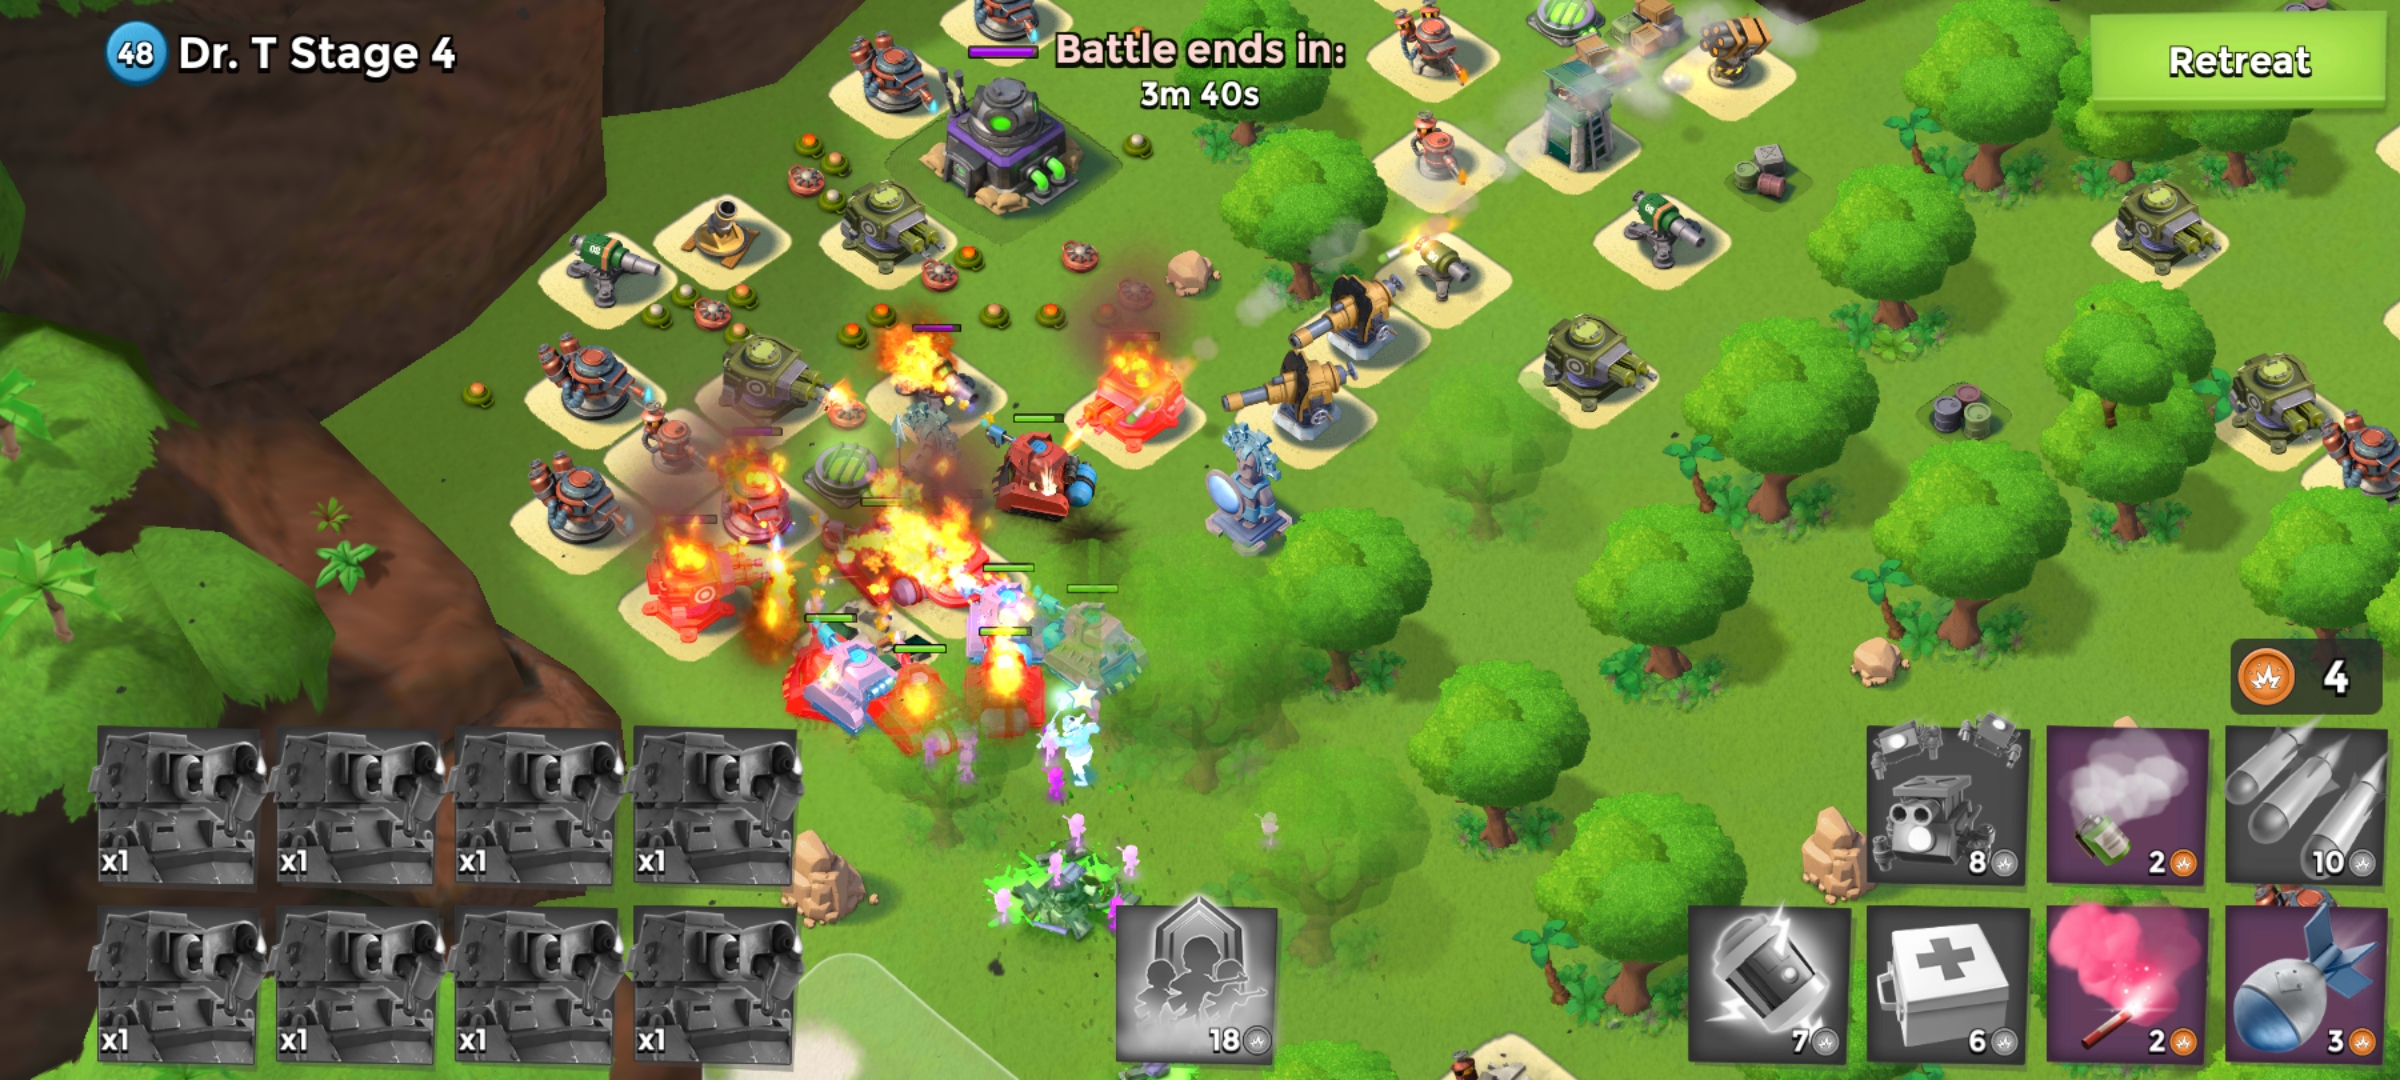 48 Dr. T Stage 4
Battle ends in:
3m 40s
Retreat
4
x1 x1 x1 x1
8 2 10
x1 x1 x1 x1
18 7 6 2 3